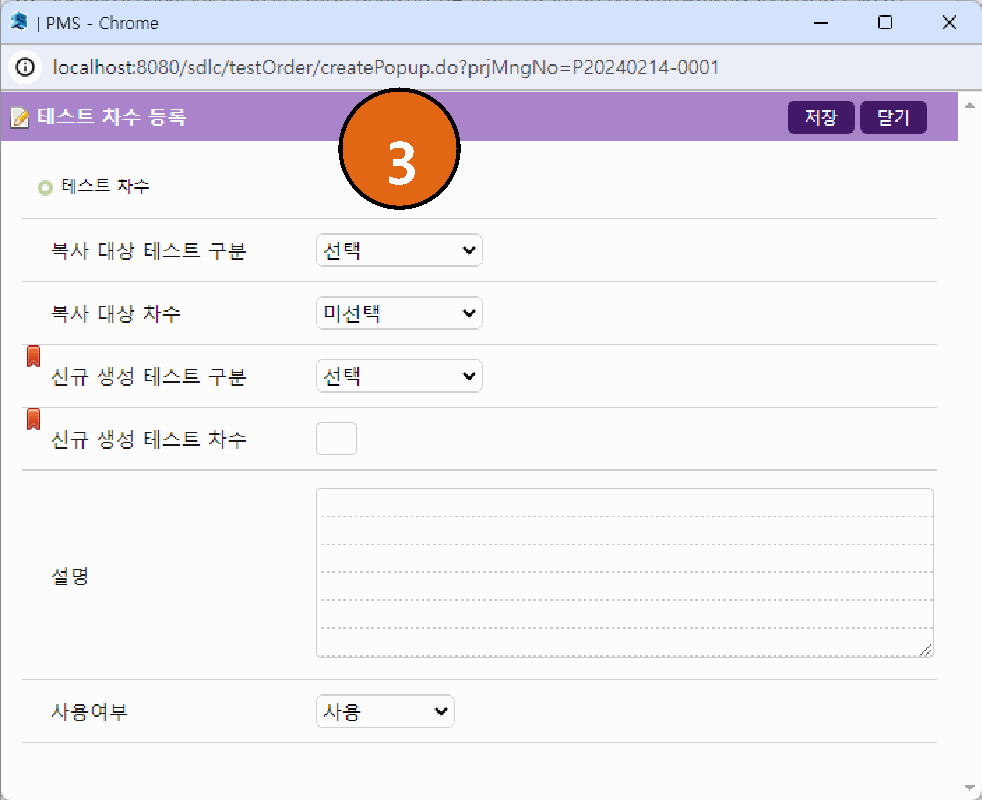 | PMS - Chrome
localhost:8080/sdlc/testOrder/createPopup.do?prjMngNo=P20240214-0001
테스트 차수 등록
저장 닫기
3
테스트 차수
복사 대상 테스트 구분 선택
복사 대상 차수 미선택
신규 생성 테스트 구분 선택
신규 생성 테스트 차수
설명
사용여부 사용